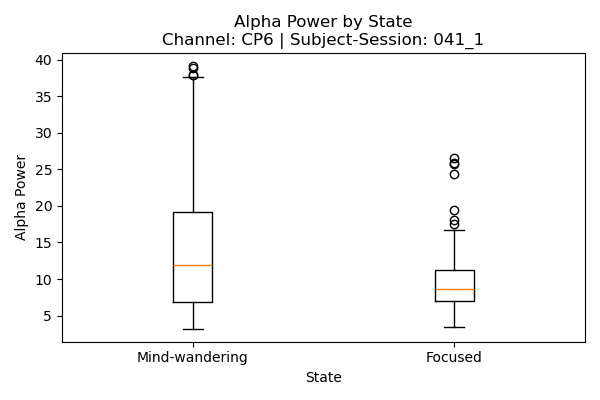 Alpha Power by State
Channel: CP6 | Subject-Session: 041_1
Alpha Power
40
35
30
25
20
15
10
5
Mind-wandering
Focused
State